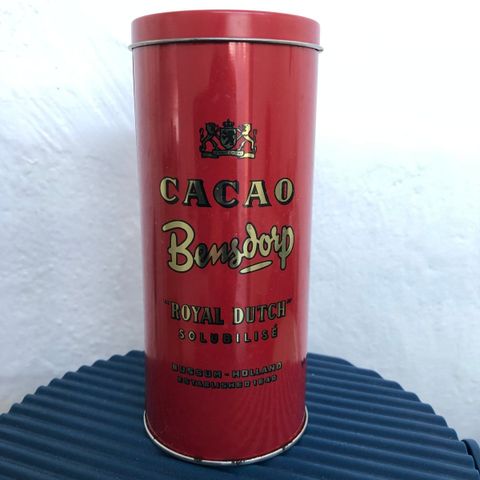 CACAO
Bensdorp
"ROYAL DUTCH"
SOLUBILISÉ
BUSSUM - HOLLAND
ESTABLISHED 1840